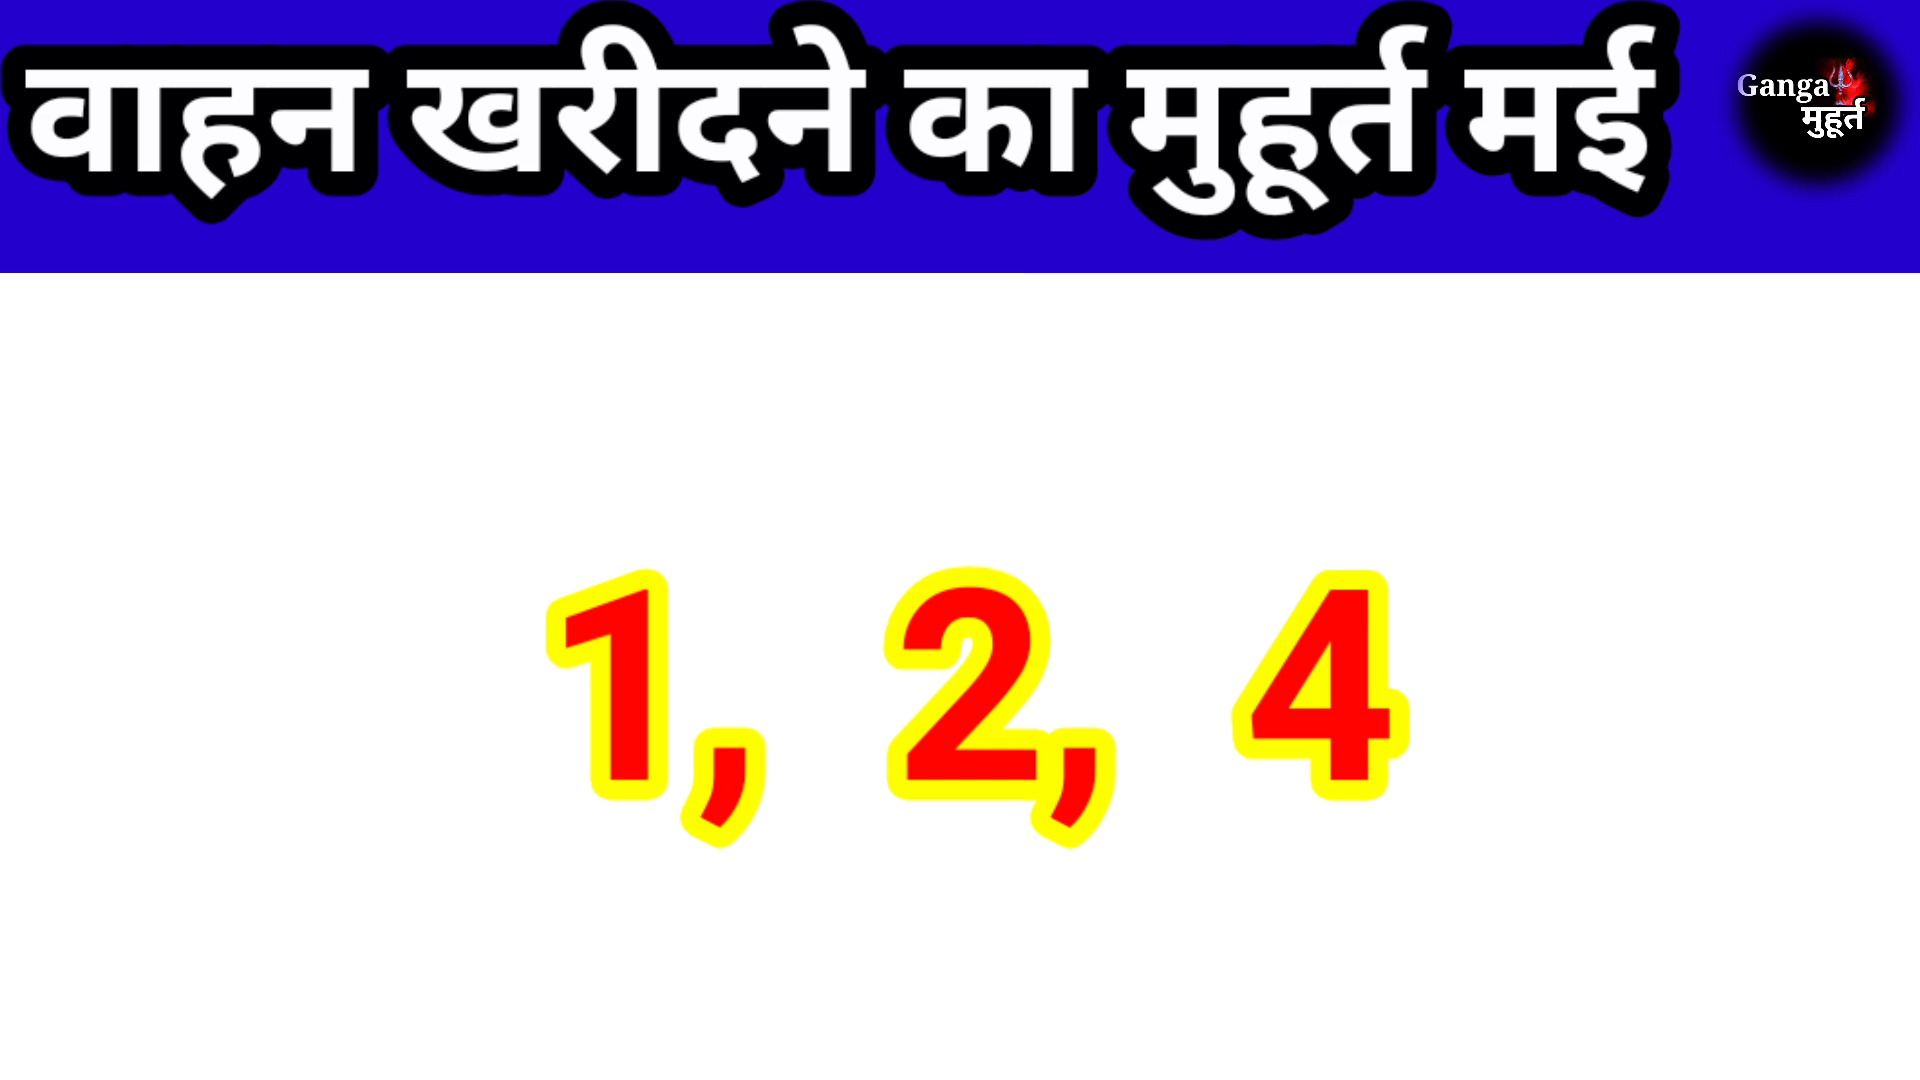 वाहन खरीदने का मुहूर्त मई
Ganga
मुहूर्त
1, 2, 4